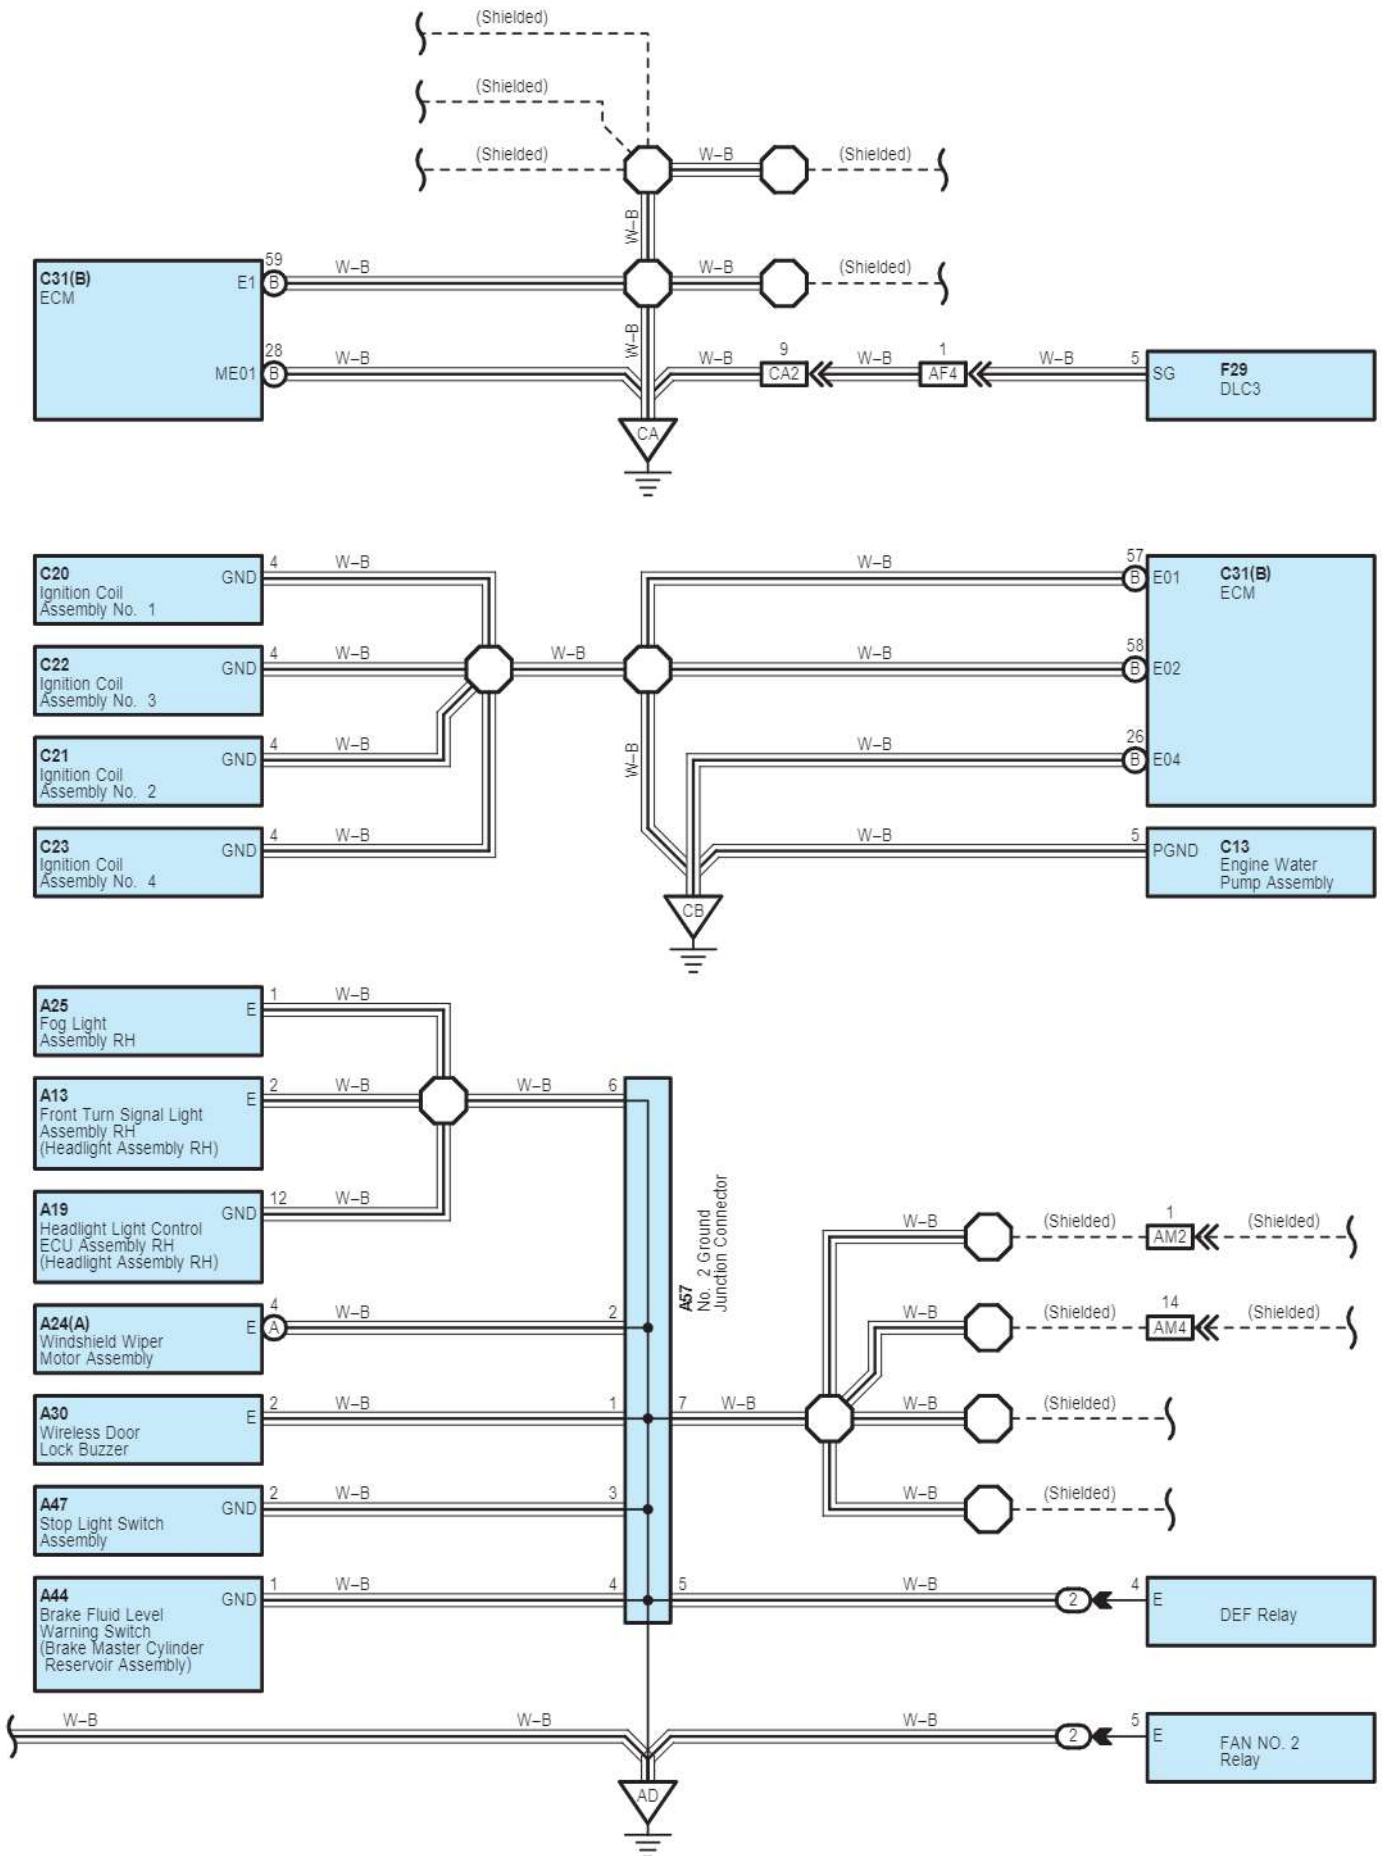 (Shielded)
(Shielded)
(Shielded)
W–B
(Shielded)
W–B
C31(B)
ECM
E1
59
B
W–B
W–B
(Shielded)
ME01
28
B
W–B
W–B
W–B
9
CA2
W–B
1
AF4
W–B
5
SG
F29
DLC3
CA
C20
Ignition Coil
Assembly No. 1
GND
4
W–B
W–B
57
B
E01
C31(B)
ECM
C22
Ignition Coil
Assembly No. 3
GND
4
W–B
W–B
W–B
58
B
E02
C21
Ignition Coil
Assembly No. 2
GND
4
W–B
W–B
W–B
26
B
E04
C23
Ignition Coil
Assembly No. 4
GND
4
W–B
W–B
5
PGND
C13
Engine Water
Pump Assembly
CB
A25
Fog Light
Assembly RH
E
1
W–B
A13
Front Turn Signal Light
Assembly RH
(Headlight Assembly RH)
E
2
W–B
W–B
6
A19
Headlight Light Control
ECU Assembly RH
(Headlight Assembly RH)
GND
12
W–B
A57
No. 2 Ground
Junction Connector
W–B
(Shielded)
1
AM2
(Shielded)
A24(A)
Windshield Wiper
Motor Assembly
E
4
A
W–B
2
W–B
(Shielded)
14
AM4
(Shielded)
A30
Wireless Door
Lock Buzzer
E
2
W–B
1
7
W–B
W–B
(Shielded)
A47
Stop Light Switch
Assembly
GND
2
W–B
3
W–B
(Shielded)
A44
Brake Fluid Level
Warning Switch
(Brake Master Cylinder
Reservoir Assembly)
GND
1
W–B
4
5
W–B
2
4
E
DEF Relay
W–B
W–B
W–B
2
5
E
FAN NO. 2
Relay
AD